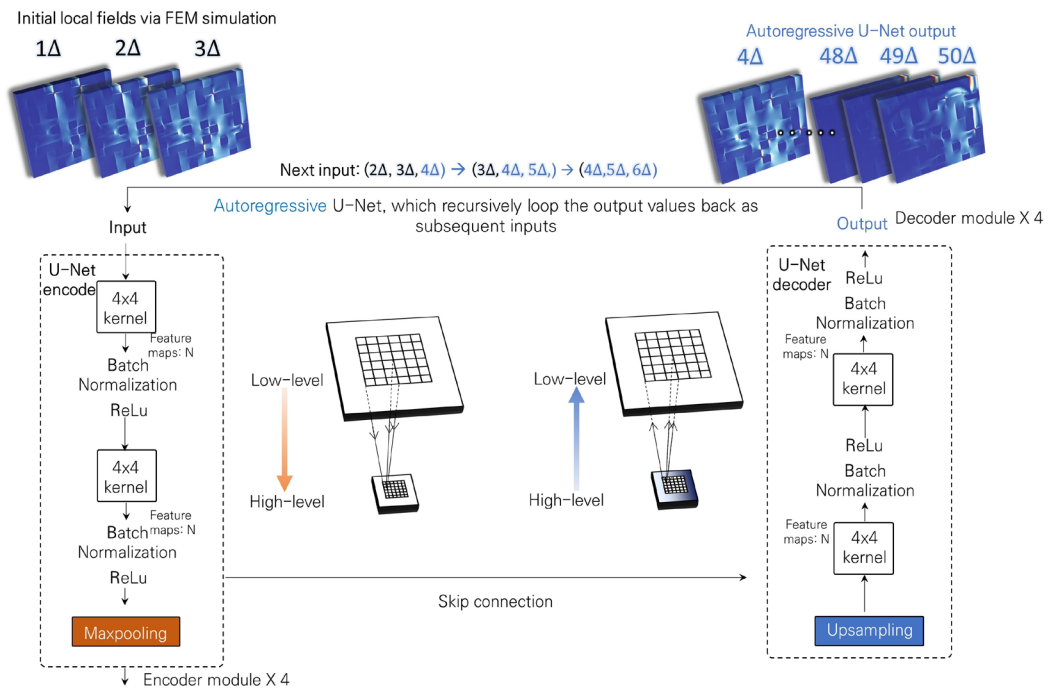 Initial local fields via FEM simulation
1Δ 2Δ 3Δ
Autoregressive U-Net output
4Δ 48Δ 49Δ 50Δ
Next input: (2Δ, 3Δ, 4Δ) → (3Δ, 4Δ, 5Δ,) → (4Δ,5Δ, 6Δ)
Autoregressive U-Net, which recursively loop the output values back as
subsequent inputs
Input
U-Net
encode
4x4
kernel
Feature
maps: N
Batch
Normalization
ReLu
4x4
kernel
Feature
maps: N
Batch
Normalization
ReLu
Maxpooling
Encoder module X 4
Low-level
High-level
Low-level
High-level
Skip connection
Output
Decoder module X 4
U-Net
decoder
ReLu
Batch
Normalization
Feature
maps: N
4x4
kernel
ReLu
Batch
Normalization
Feature
maps: N
4x4
kernel
Upsampling